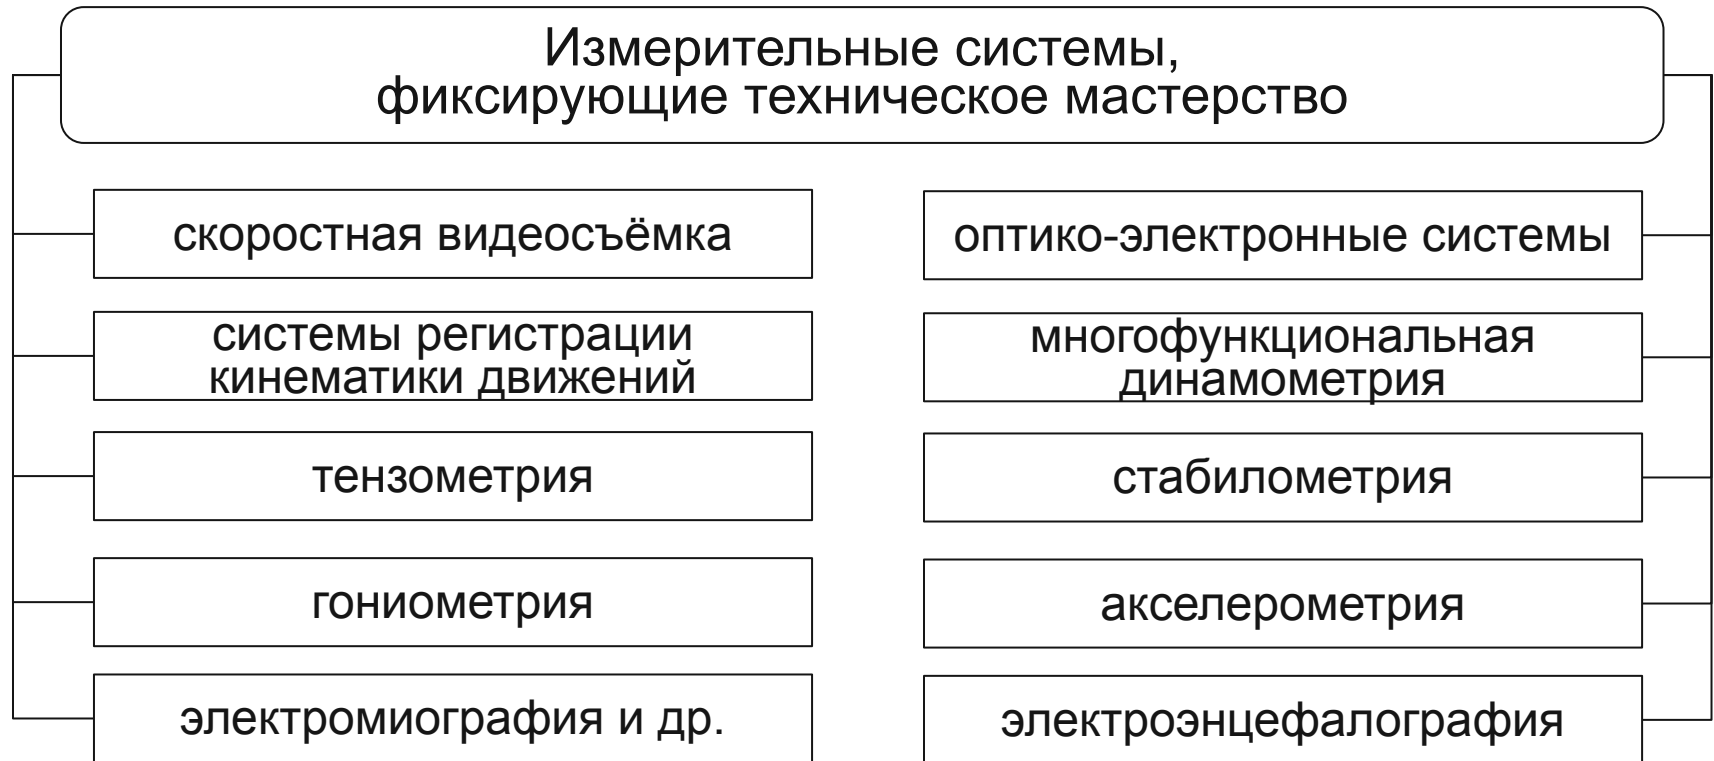 Измерительные системы,
фиксирующие техническое мастерство
скоростная видеосъёмка
оптико-электронные системы
системы регистрации
кинематики движений
многофункциональная
динамометрия
тензометрия
стабилометрия
гониометрия
акселерометрия
электромиография и др.
электроэнцефалография